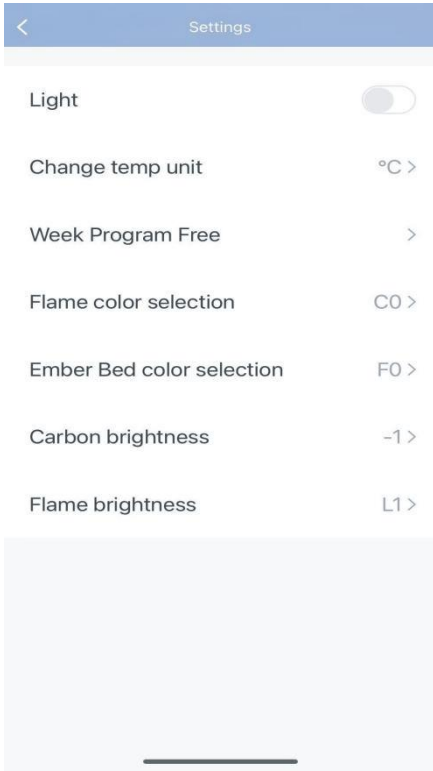 Settings
Light
Change temp unit °C >
Week Program Free >
Flame color selection C0 >
Ember Bed color selection F0 >
Carbon brightness -1 >
Flame brightness L1 >